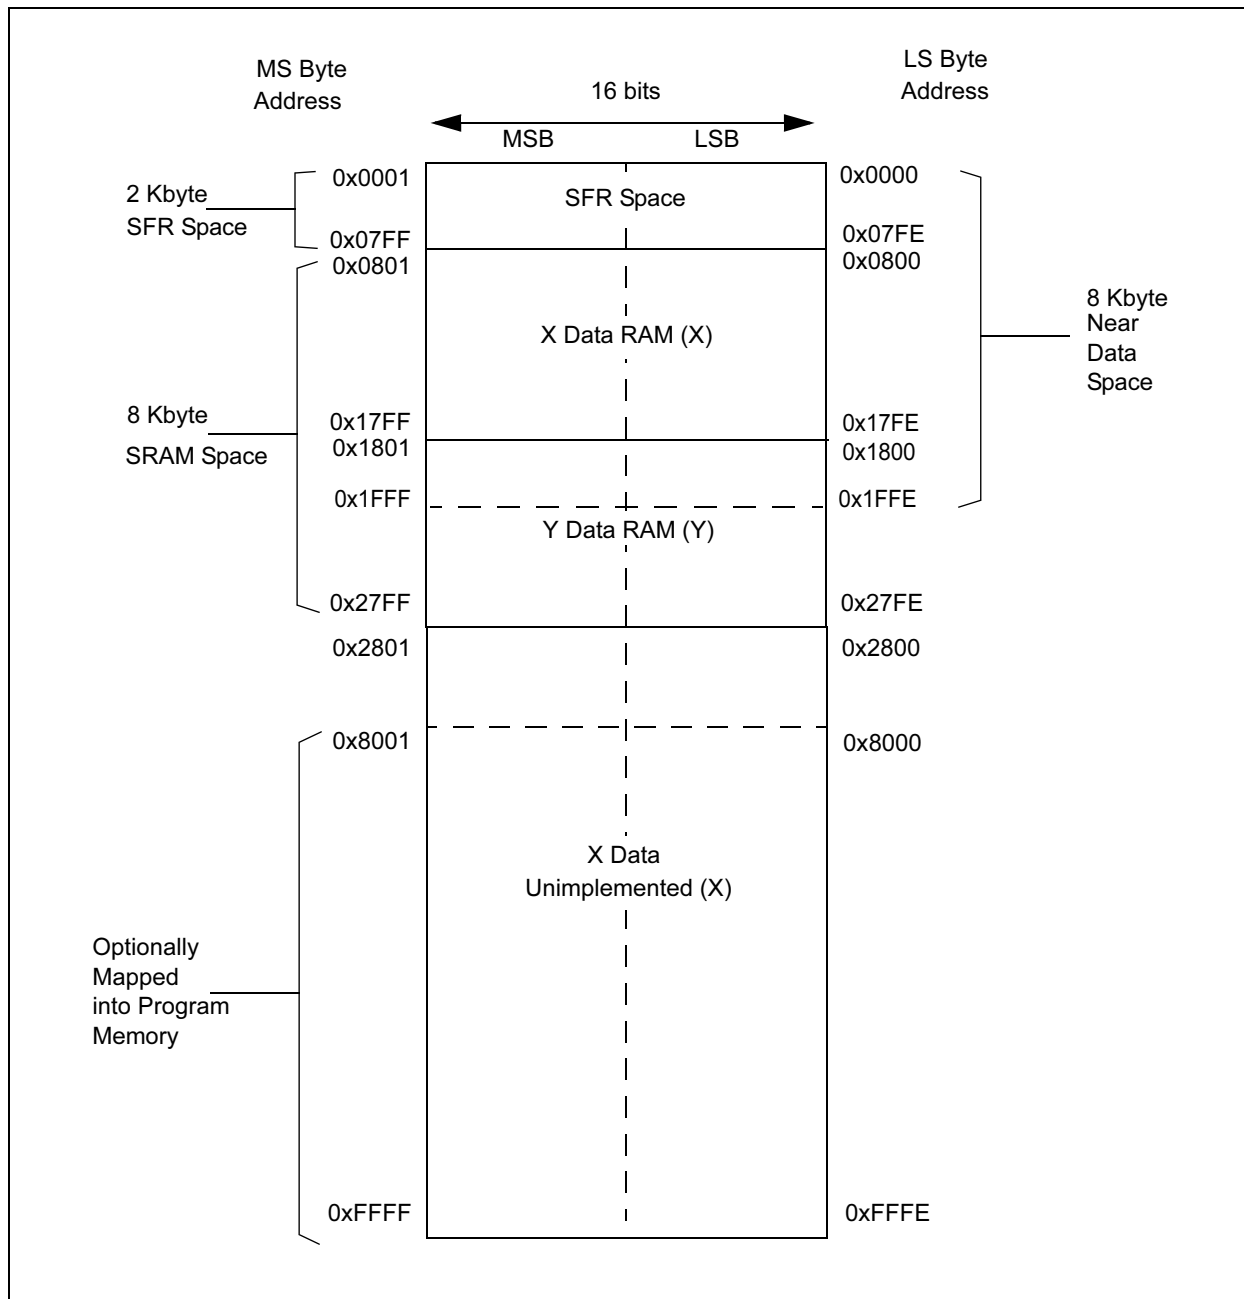 MS Byte
Address
16 bits
LS Byte
Address
MSB
LSB
2 Kbyte
SFR Space
0x0001
SFR Space
0x0000
0x07FF
0x07FE
0x0801
0x0800
X Data RAM (X)
8 Kbyte
Near
Data
Space
8 Kbyte
SRAM Space
0x17FF
0x17FE
0x1801
0x1800
0x1FFF
0x1FFE
Y Data RAM (Y)
0x27FF
0x27FE
0x2801
0x2800
0x8001
0x8000
X Data
Unimplemented (X)
Optionally
Mapped
into Program
Memory
0xFFFF
0xFFFE